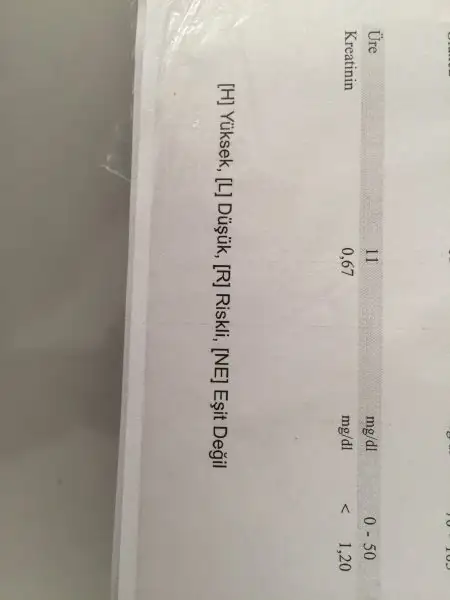 Üre 11 mg/dl 0 - 50
Kreatinin 0,67 mg/dl < 1,20
[H] Yüksek, [L] Düşük, [R] Riskli, [NE] Eşit Değil